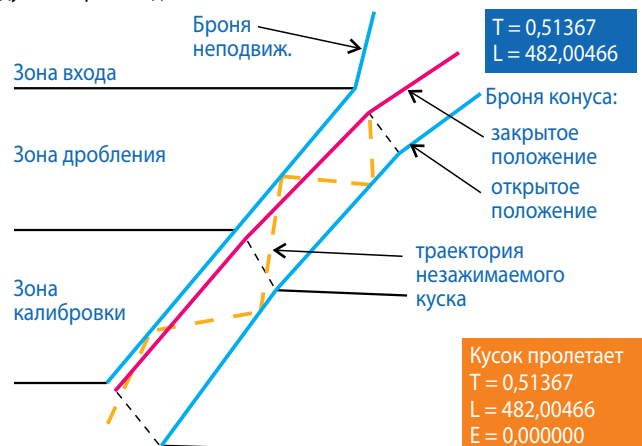 Броня
неподвиж.
T = 0,51367
L = 482,00466
Зона входа
Броня конуса:
закрытое
положение
Зона дробления
открытое
положение
траектория
незажимаемого
куска
Зона
калибровки
Кусок пролетает
T = 0,51367
L = 482,00466
E = 0,000000